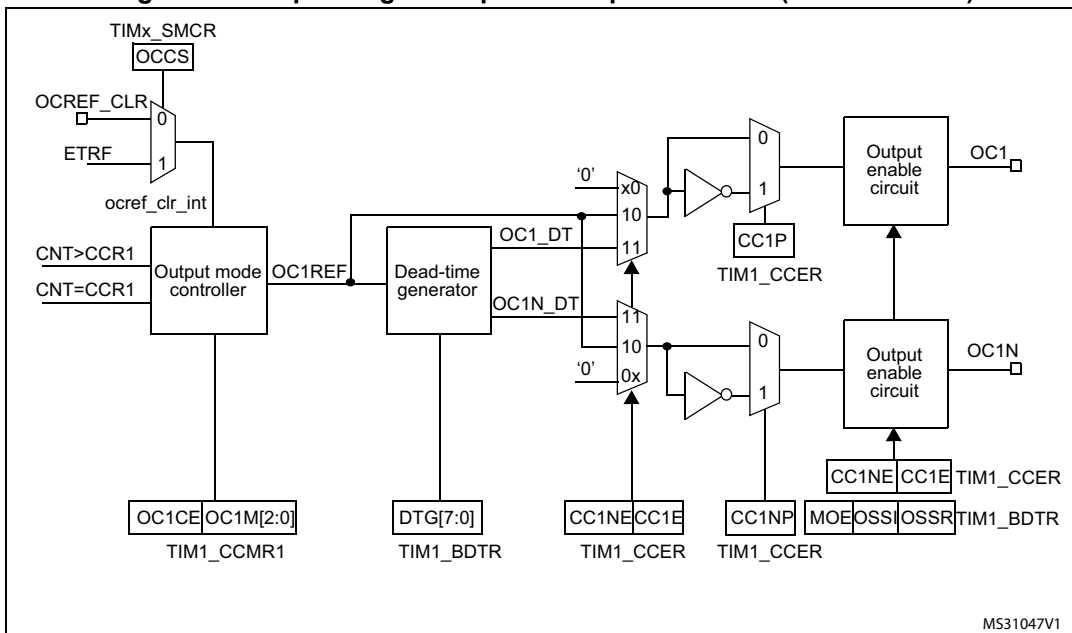 TIMx_SMCR
OCCS
OCREF_CLR
0
ETRF
1
ocref_clr_int
CNT>CCR1
CNT=CCR1
Output mode
controller
OC1REF
Dead-time
generator
OC1_DT
OC1N_DT
‘0’
x0
10
11
11
10
‘0’
0x
0
1
CC1P
TIM1_CCER
0
1
Output
enable
circuit
OC1
Output
enable
circuit
OC1N
CC1NE CC1E TIM1_CCER
OC1CE OC1M[2:0]
TIM1_CCMR1
DTG[7:0]
TIM1_BDTR
CC1NE CC1E
TIM1_CCER
CC1NP
TIM1_CCER
MOE OSSI OSSR TIM1_BDTR
MS31047V1